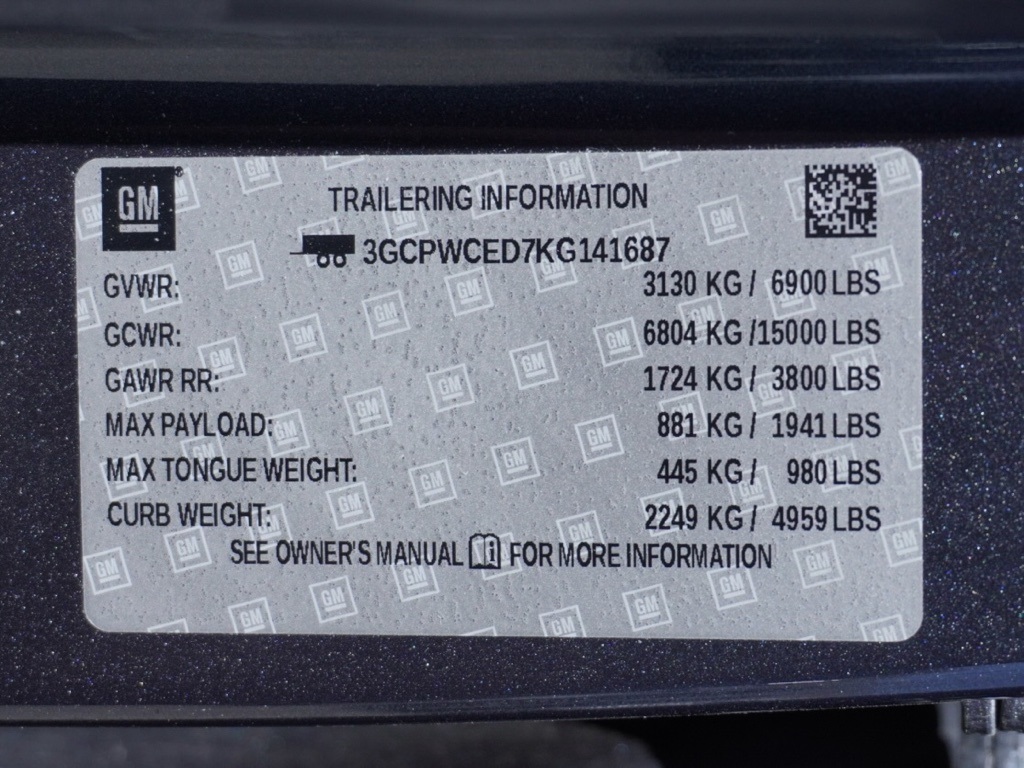 GM
TRAILERING INFORMATION
3GCPWCED7KG141687
GVWR: 3130 KG / 6900 LBS
GCWR: 6804 KG / 15000 LBS
GAWR RR: 1724 KG / 3800 LBS
MAX PAYLOAD: 881 KG / 1941 LBS
MAX TONGUE WEIGHT: 445 KG / 980 LBS
CURB WEIGHT: 2249 KG / 4959 LBS
SEE OWNER'S MANUAL i FOR MORE INFORMATION